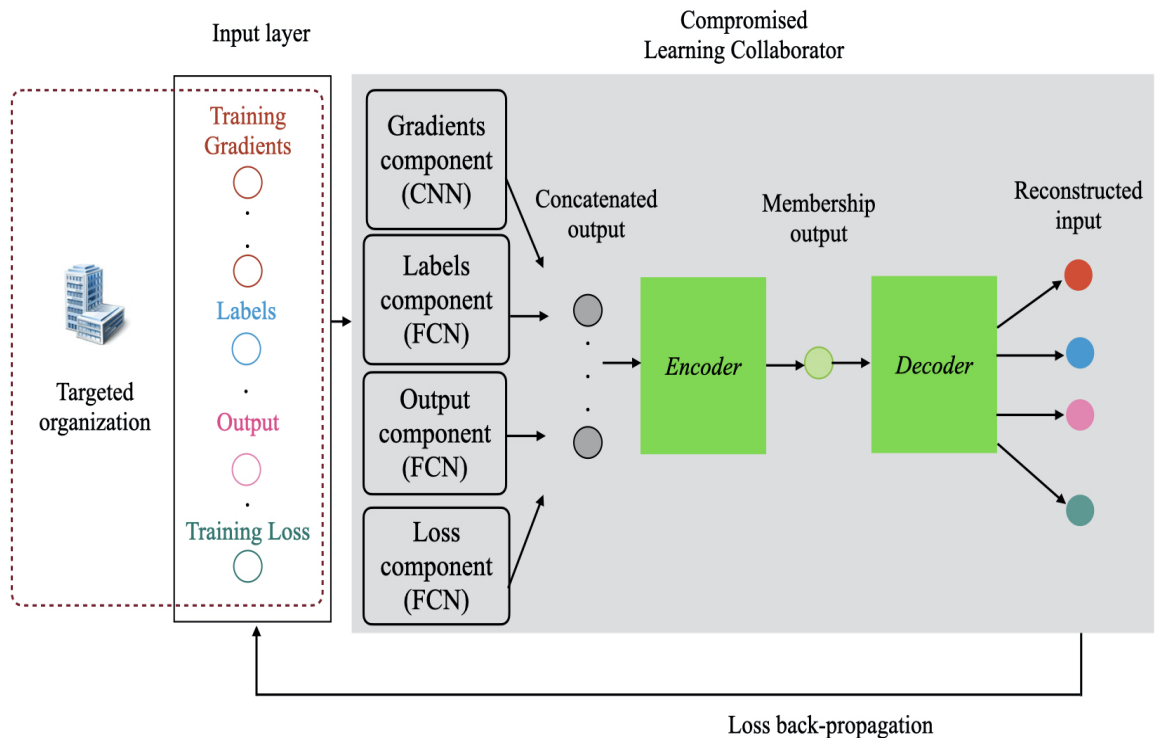 Input layer
Compromised
Learning Collaborator
Targeted
organization
Training
Gradients
Labels
Output
Training Loss
Gradients
component
(CNN)
Labels
component
(FCN)
Output
component
(FCN)
Loss
component
(FCN)
Concatenated
output
Encoder
Membership
output
Decoder
Reconstructed
input
Loss back-propagation